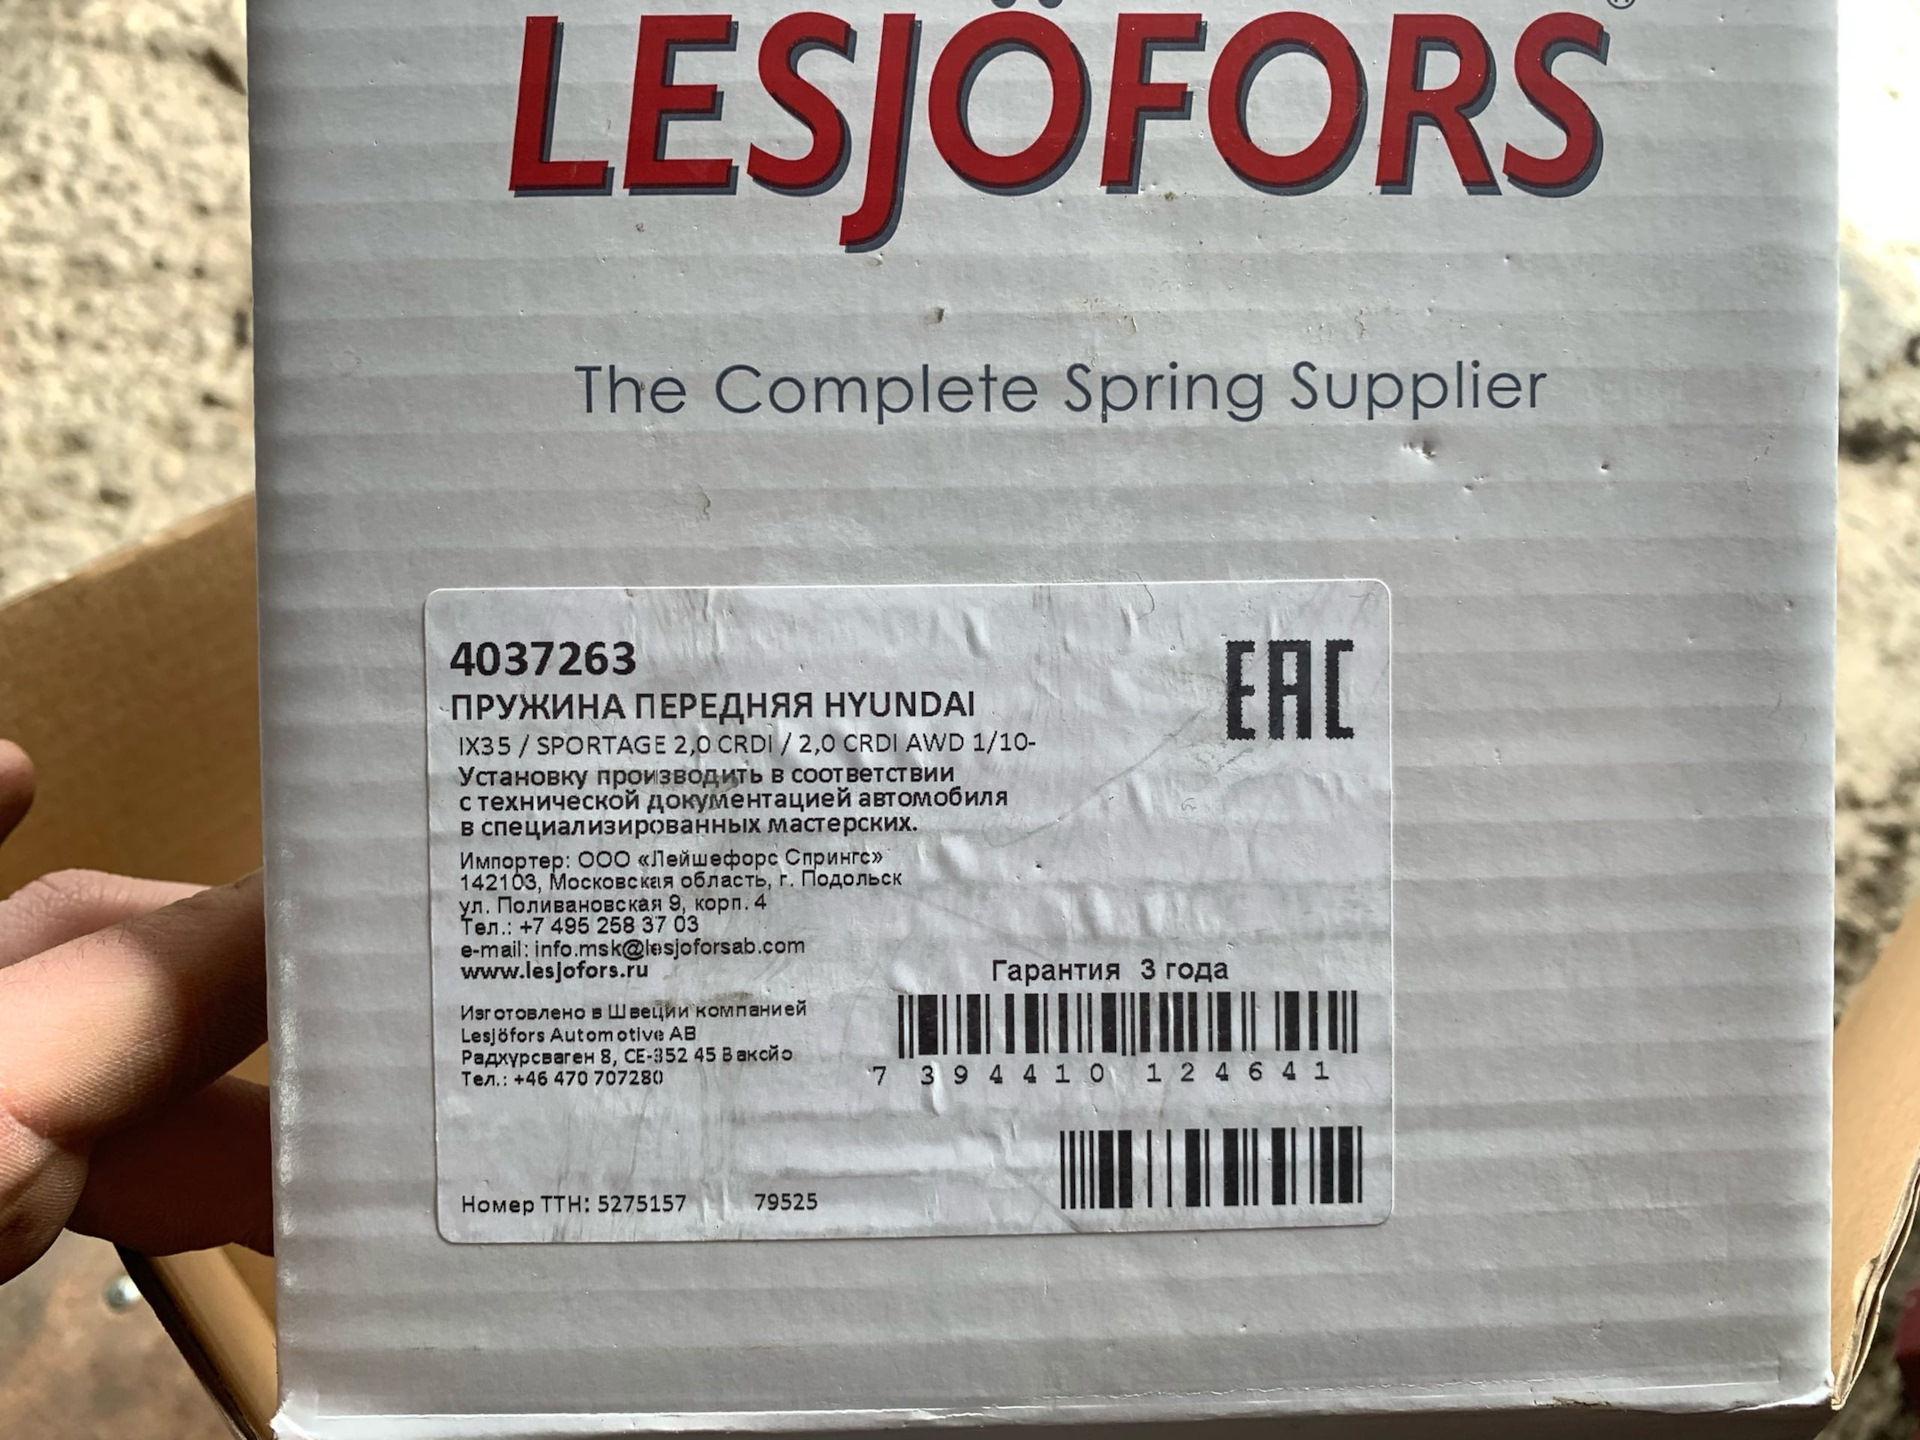 LESJÖFORS®
The Complete Spring Supplier
4037263
ПРУЖИНА ПЕРЕДНЯЯ HYUNDAI
IX35 / SPORTAGE 2,0 CRDI / 2,0 CRDI AWD 1/10-
Установку производить в соответствии
с технической документацией автомобиля
в специализированных мастерских.
EAC
Импортер: ООО «Лейшефорс Спрингс»
142103, Московская область, г. Подольск
ул. Поливановская 9, корп. 4
Тел.: +7 495 258 37 03
e-mail: info.msk@lesjoforsab.com
www.lesjofors.ru
Гарантия 3 года
Изготовлено в Швеции компанией
Lesjöfors Automotive AB
Радхурсваген 8, СЕ-352 45 Ваксйо
Тел.: +46 470 707280
7 394410 124641
Номер ТТН: 5275157 79525